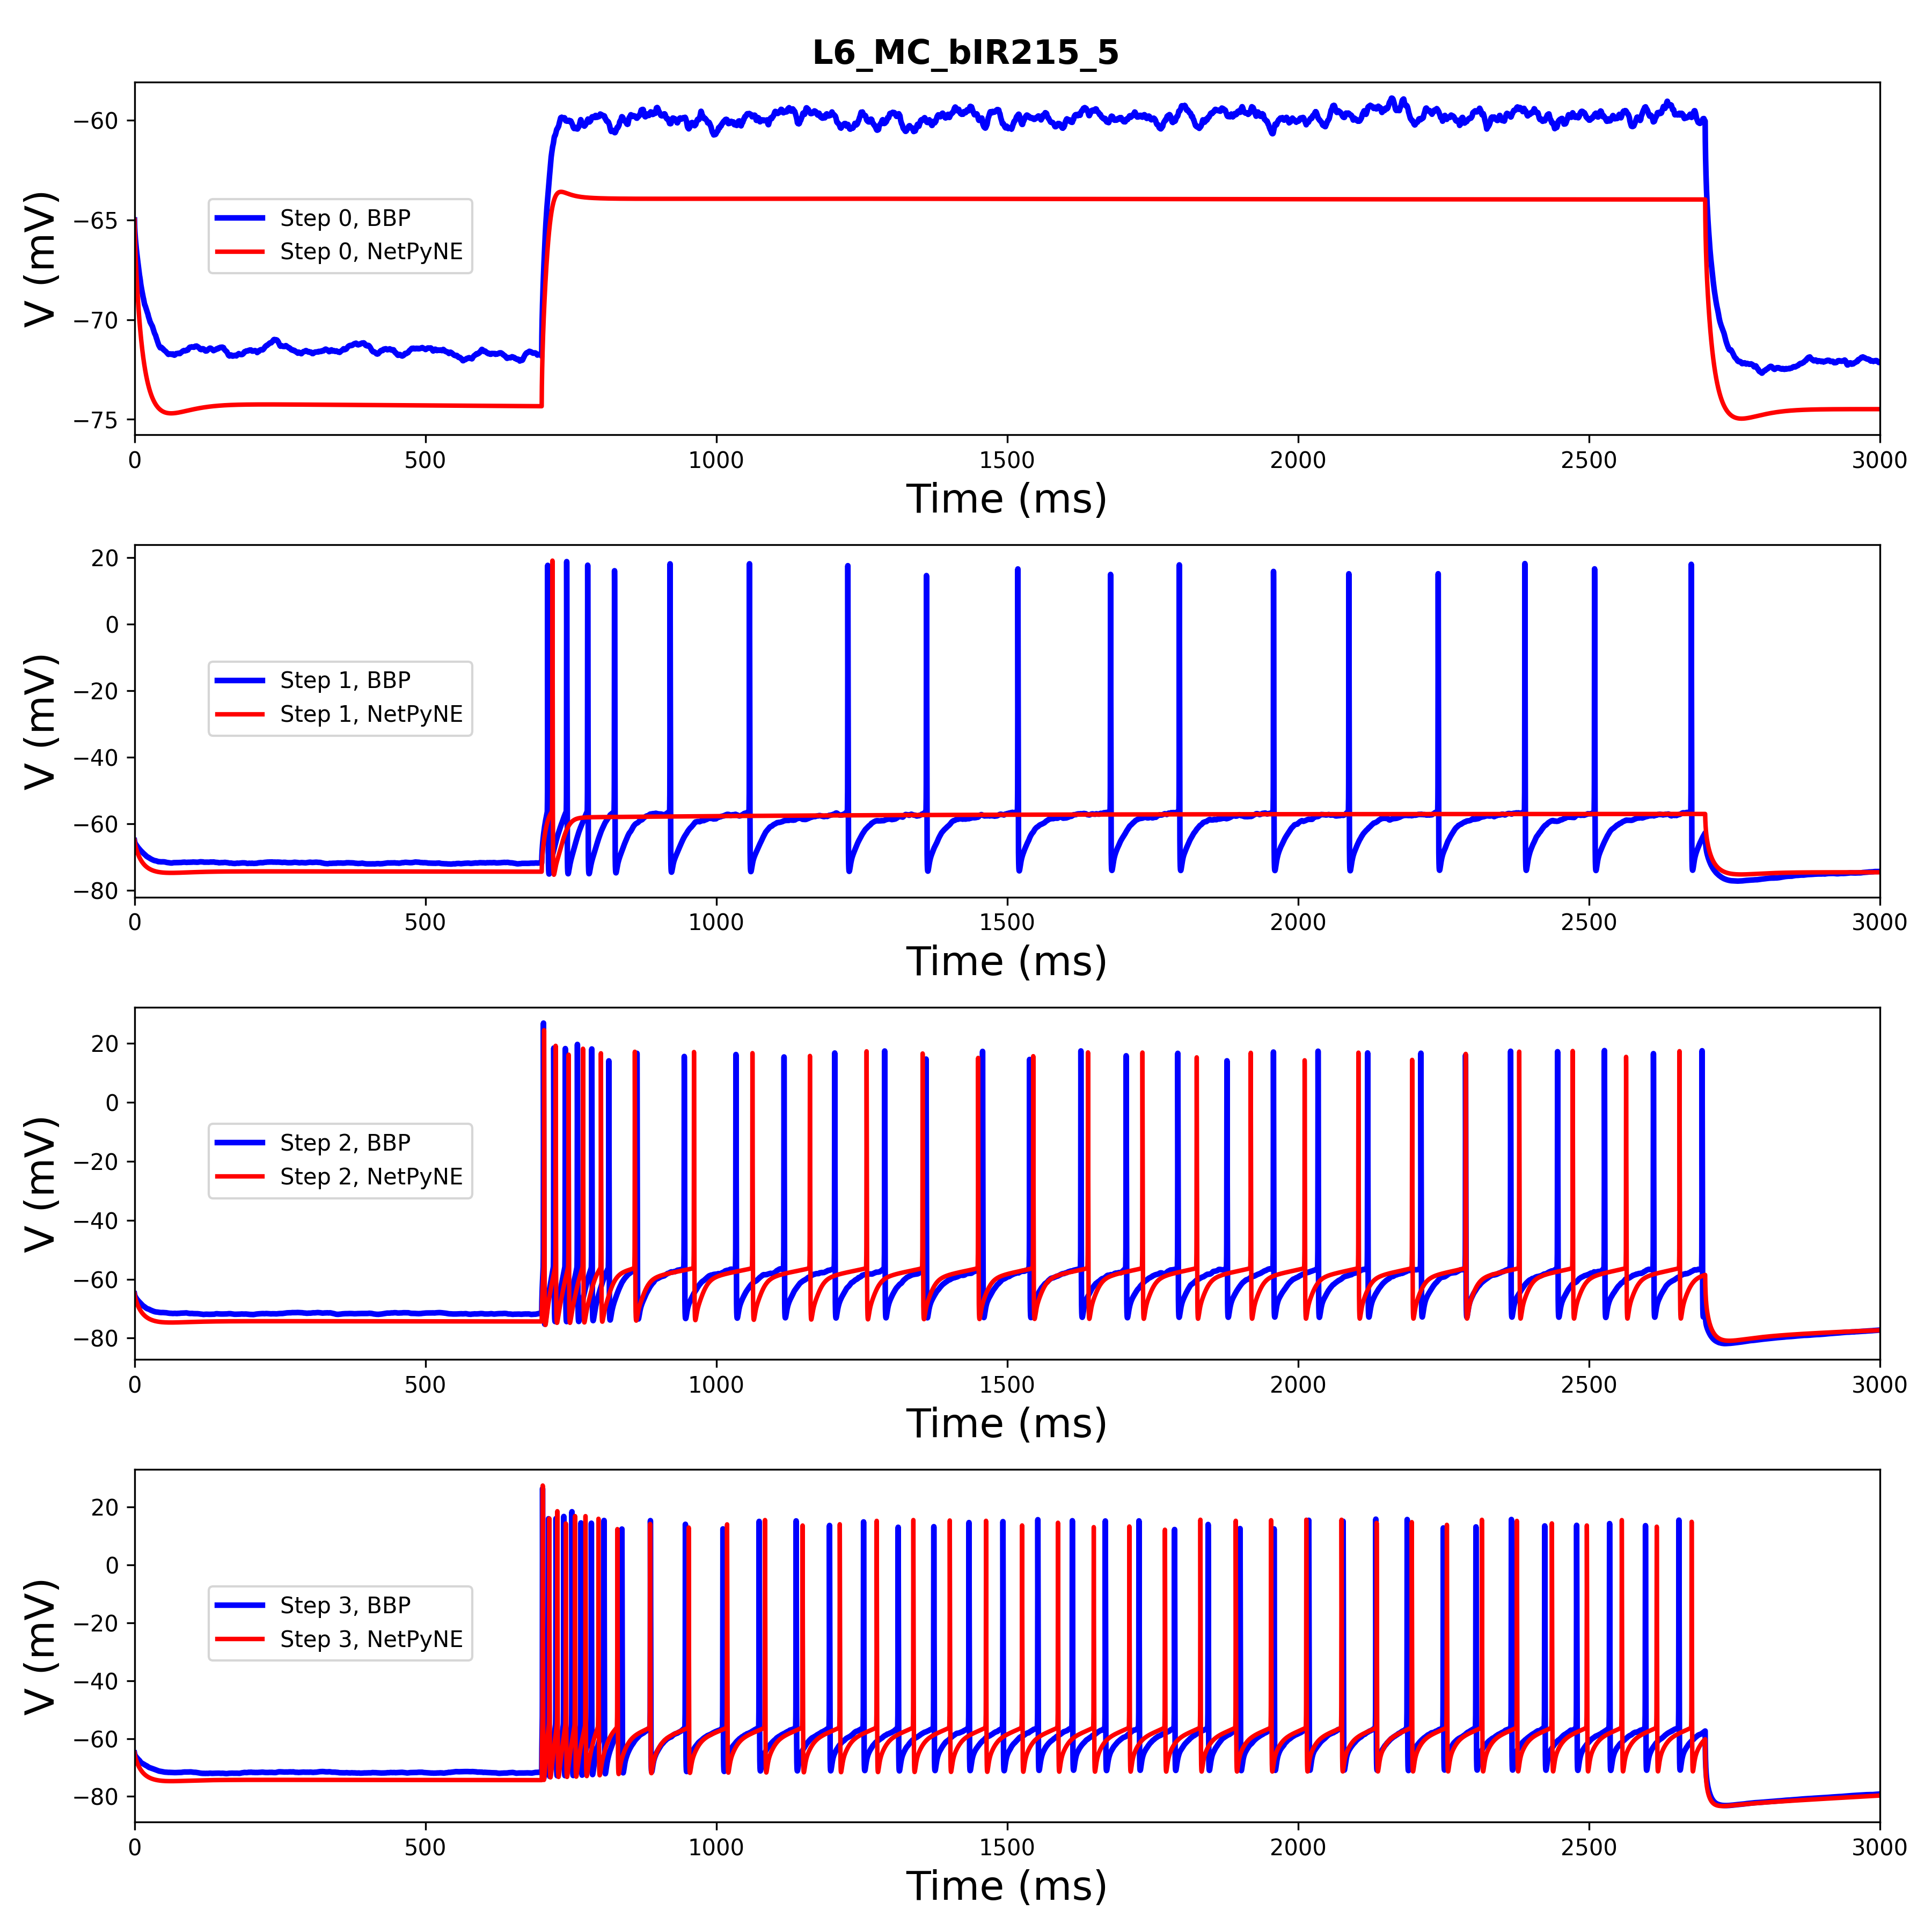 L6_MC_bIR215_5
−60
−65
−70
−75
V (mV)
Step 0, BBP
Step 0, NetPyNE
0 500 1000 1500 2000 2500 3000
Time (ms)
20
0
−20
−40
−60
−80
V (mV)
Step 1, BBP
Step 1, NetPyNE
0 500 1000 1500 2000 2500 3000
Time (ms)
20
0
−20
−40
−60
−80
V (mV)
Step 2, BBP
Step 2, NetPyNE
0 500 1000 1500 2000 2500 3000
Time (ms)
20
0
−20
−40
−60
−80
V (mV)
Step 3, BBP
Step 3, NetPyNE
0 500 1000 1500 2000 2500 3000
Time (ms)